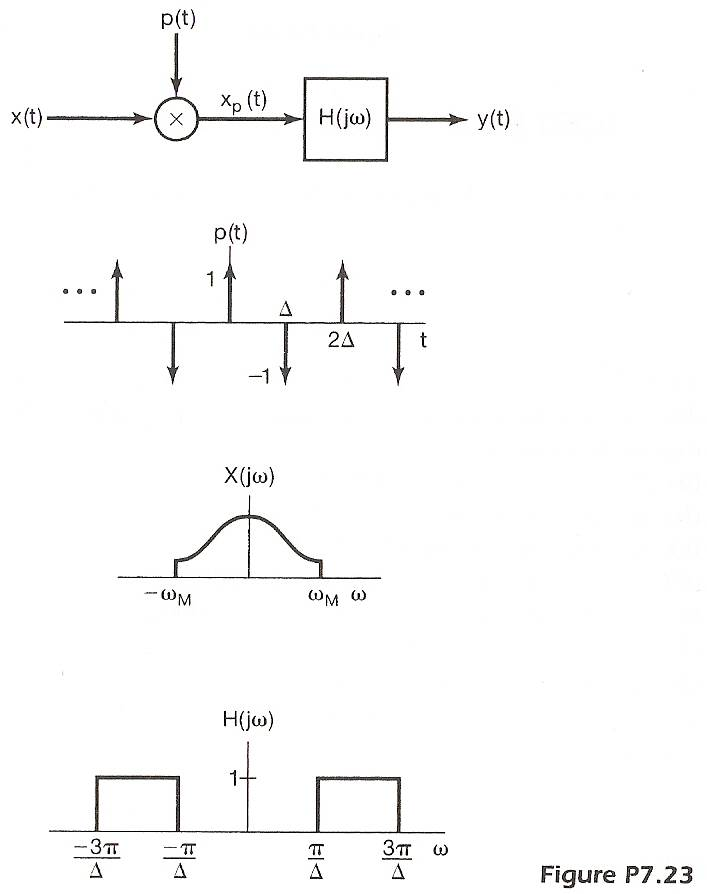 p(t)
x(t) × x_p(t) H(jω) y(t)
p(t)
1
... Δ ...
2Δ t
−1
X(jω)
−ω_M ω_M ω
H(jω)
1
−3π/Δ −π/Δ π/Δ 3π/Δ ω
Figure P7.23